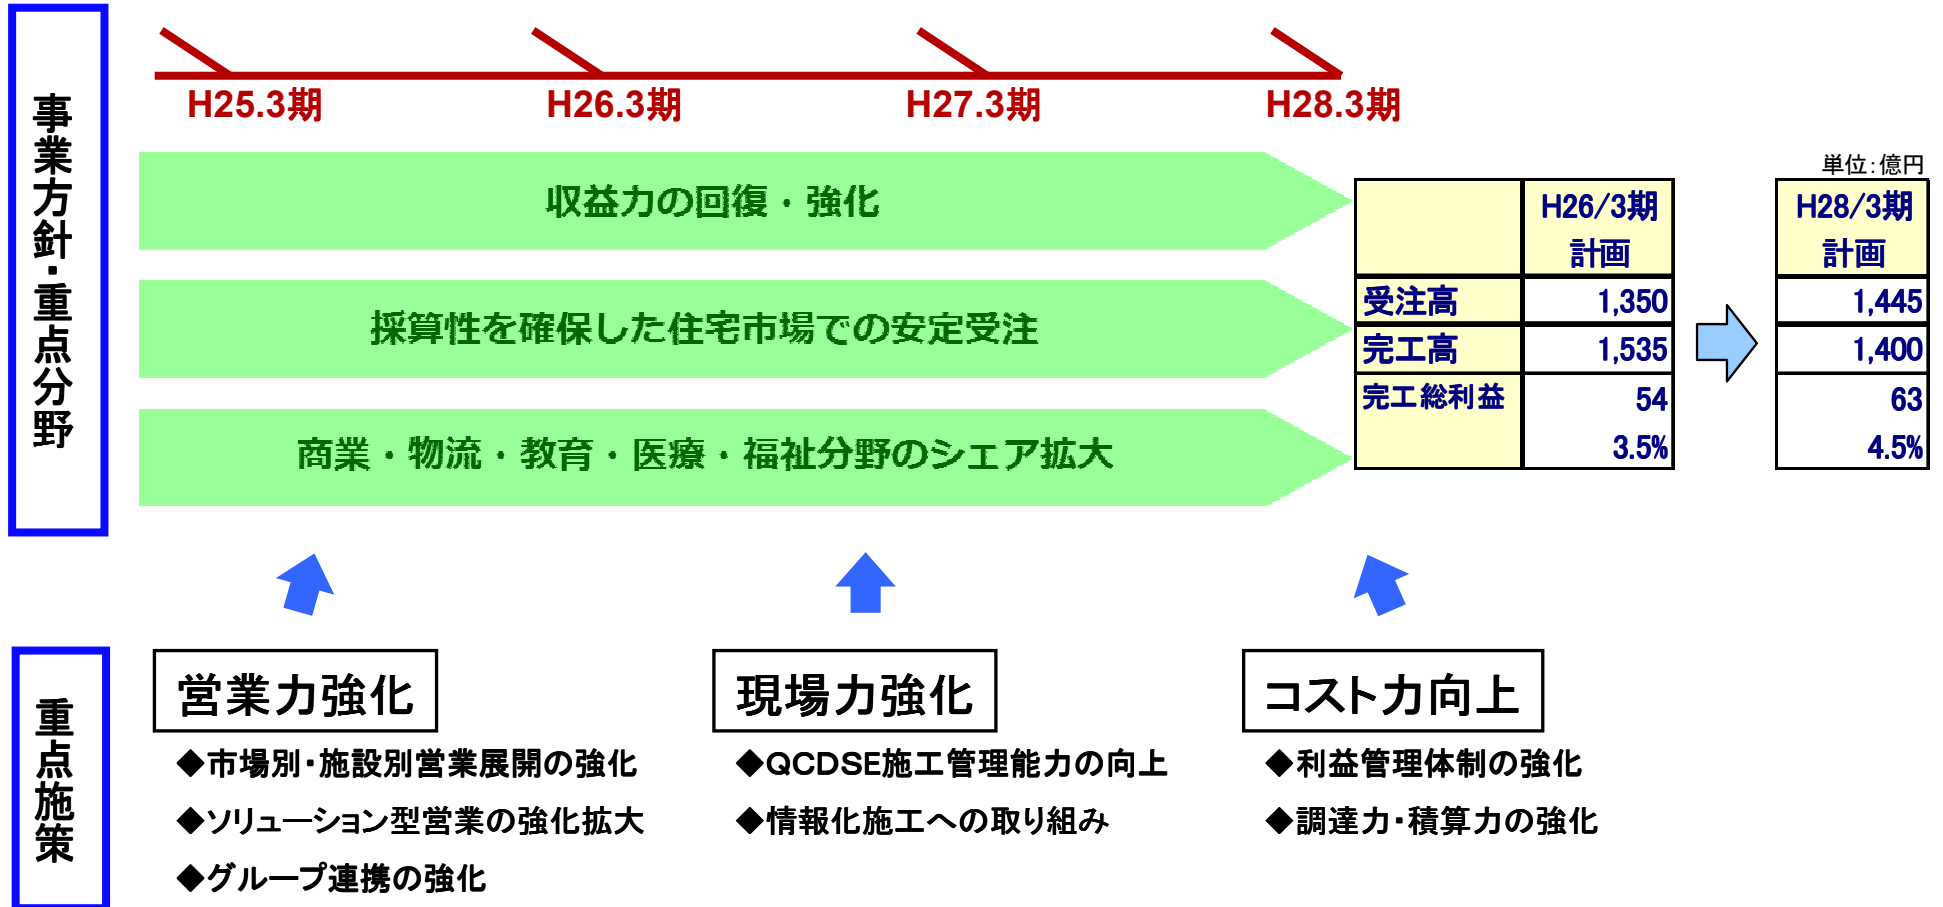 事業方針・重点分野
H25.3期
H26.3期
H27.3期
H28.3期
収益力の回復・強化
採算性を確保した住宅市場での安定受注
商業・物流・教育・医療・福祉分野のシェア拡大
単位:億円
H26/3期
計画
H28/3期
計画
受注高 1,350 1,445
完工高 1,535 1,400
完工総利益 54 63
3.5% 4.5%
重点施策
営業力強化
◆市場別・施設別営業展開の強化
◆ソリューション型営業の強化拡大
◆グループ連携の強化
現場力強化
◆QCDSE施工管理能力の向上
◆情報化施工への取り組み
コスト力向上
◆利益管理体制の強化
◆調達力・積算力の強化